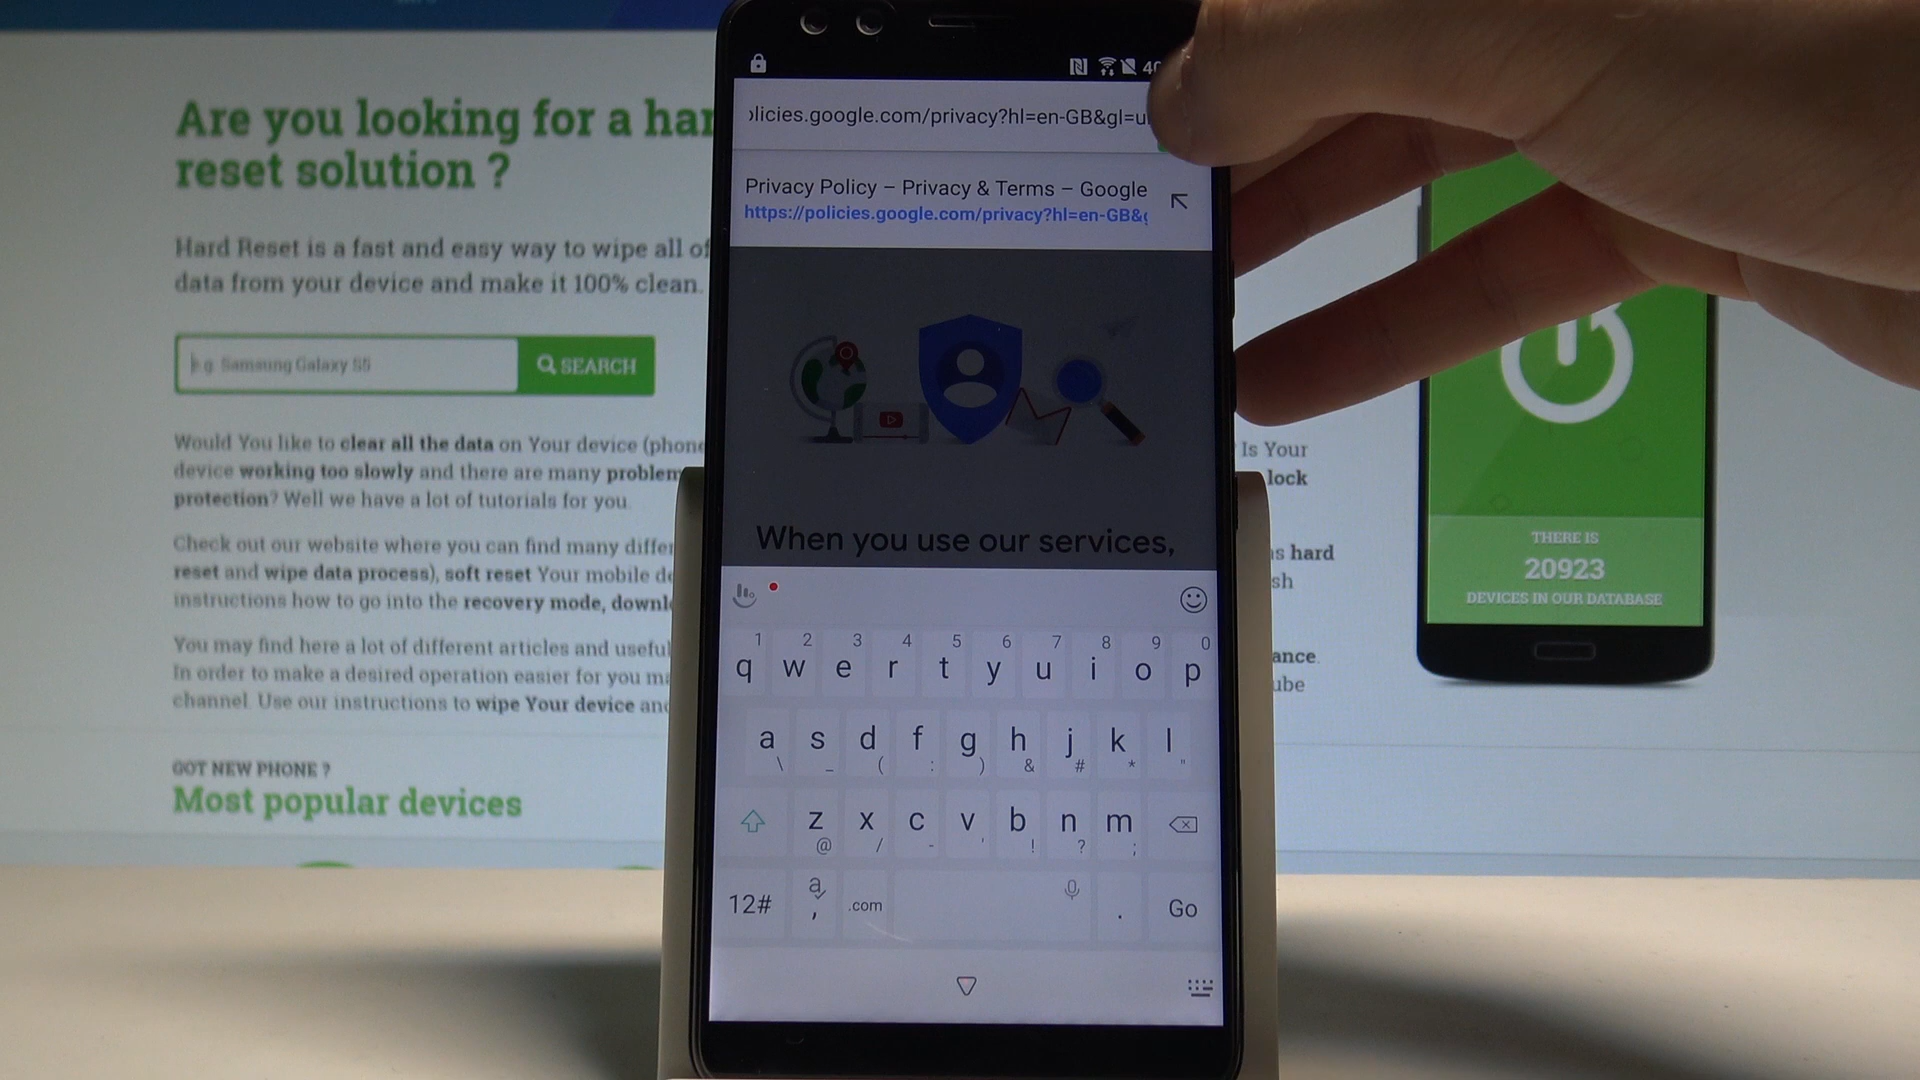 Are you looking for a har
reset solution ?
Hard Reset is a fast and easy way to wipe all of
data from your device and make it 100% clean.
e.g. Samsung Galaxy S5
SEARCH
Would You like to clear all the data on Your device (phone
device working too slowly and there are many problem
protection? Well we have a lot of tutorials for you.
Check out our website where you can find many differ
reset and wipe data process), soft reset Your mobile de
instructions how to go into the recovery mode, downl
You may find here a lot of different articles and useful
In order to make a desired operation easier for you ma
channel. Use our instructions to wipe Your device and
GOT NEW PHONE ?
Most popular devices
4G
olicies.google.com/privacy?hl=en-GB&gl=u
Privacy Policy – Privacy & Terms – Google
https://policies.google.com/privacy?hl=en-GB&g
When you use our services,
1 2 3 4 5 6 7 8 9 0
q w e r t y u i o p
a s d f g h j k l
\ _ ( : ) & # * "
z x c v b n m
@ / - ' ! ? ;
12# a , .com . Go
Is Your
lock
s hard
sh
ance.
ube
THERE IS
20923
DEVICES IN OUR DATABASE